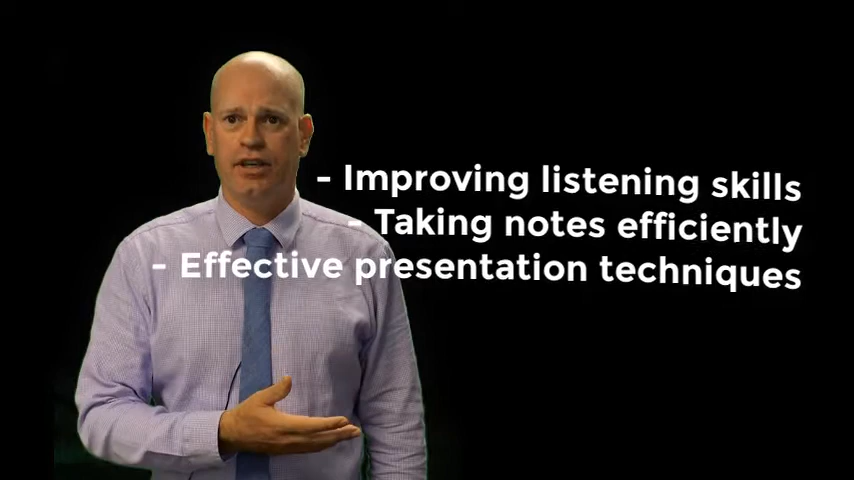 - Improving listening skills
- Taking notes efficiently
- Effective presentation techniques